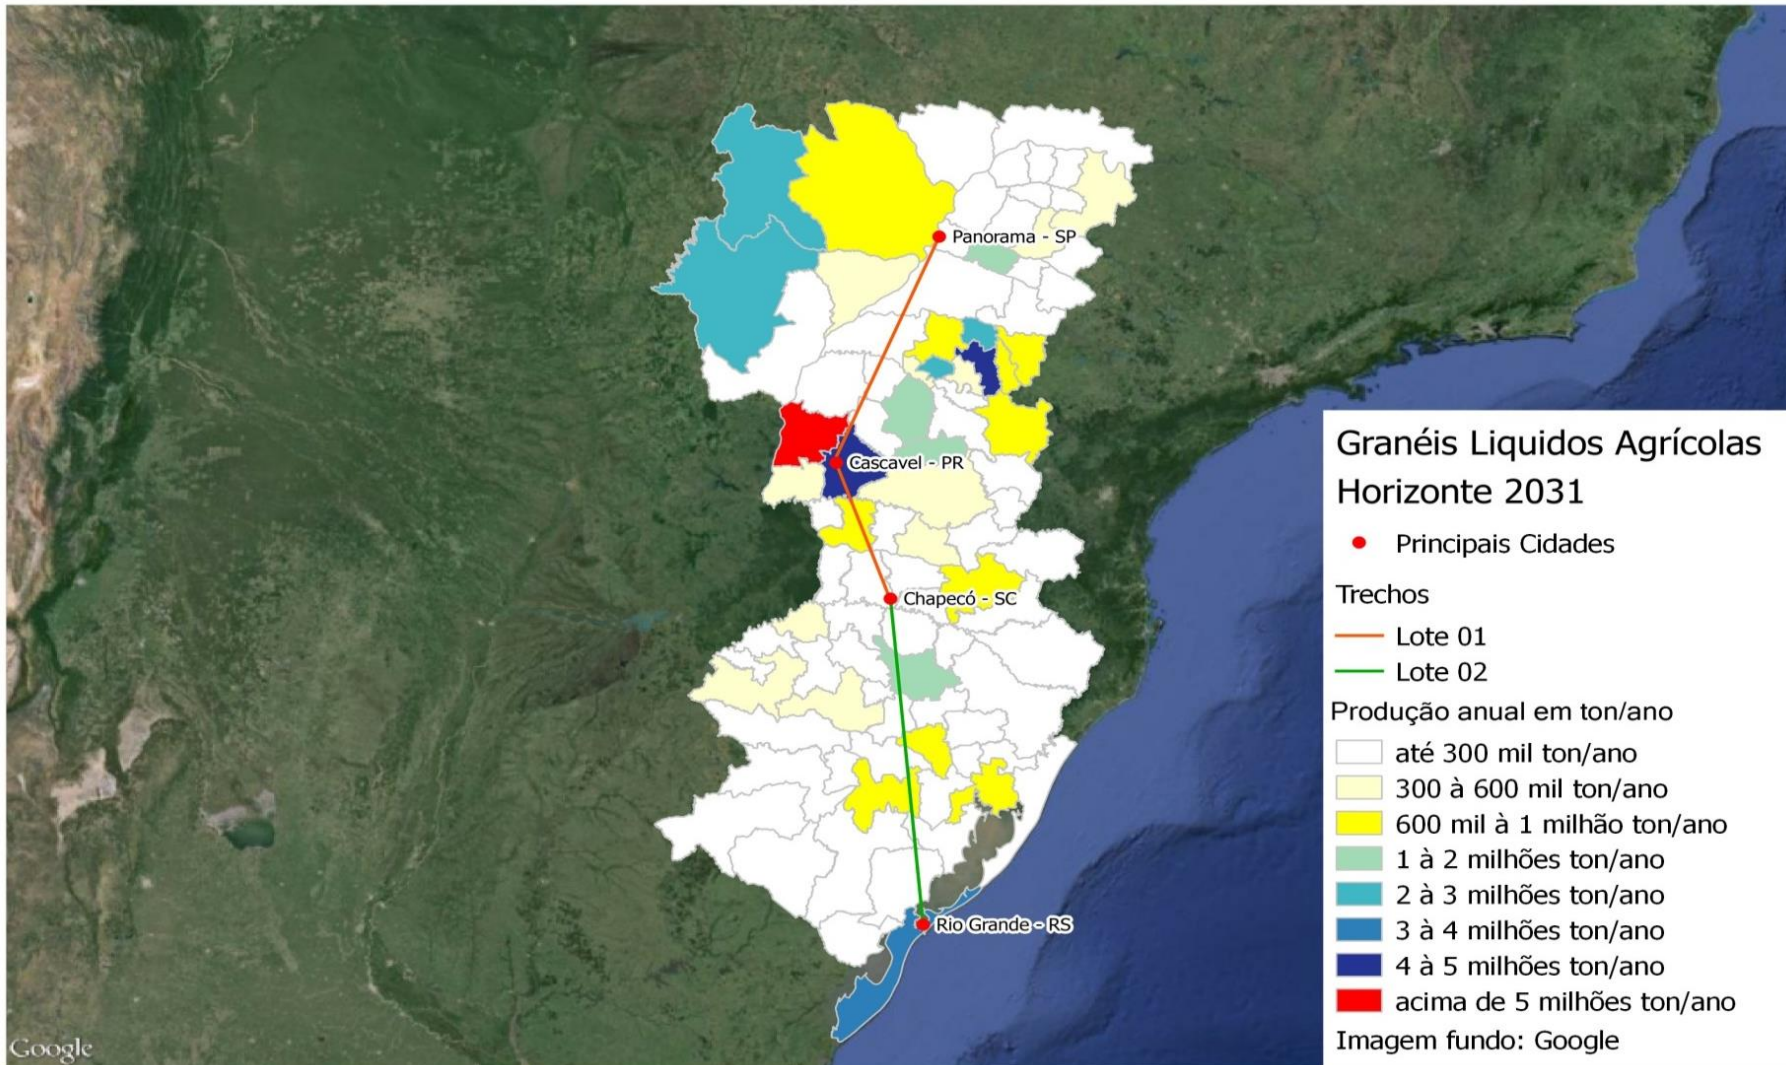 Panorama - SP
Cascavel - PR
Chapecó - SC
Rio Grande - RS
Granéis Liquidos Agrícolas
Horizonte 2031
Principais Cidades
Trechos
Lote 01
Lote 02
Produção anual em ton/ano
até 300 mil ton/ano
300 à 600 mil ton/ano
600 mil à 1 milhão ton/ano
1 à 2 milhões ton/ano
2 à 3 milhões ton/ano
3 à 4 milhões ton/ano
4 à 5 milhões ton/ano
acima de 5 milhões ton/ano
Imagem fundo: Google
Google